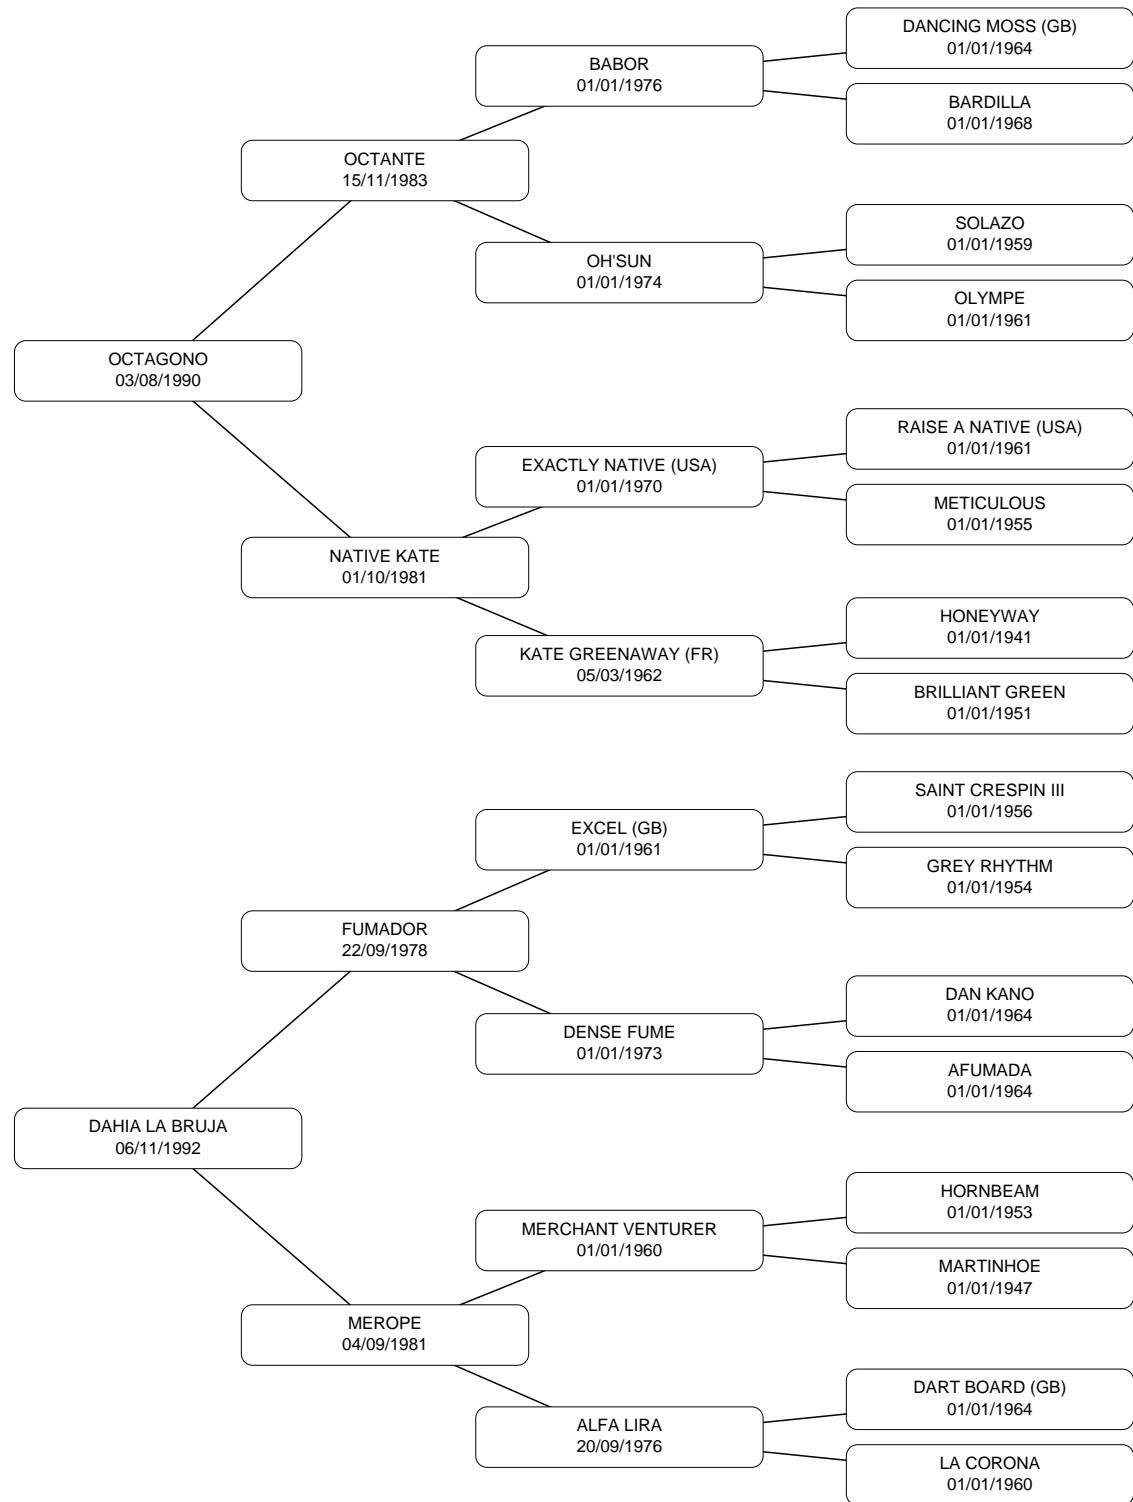 DANCING MOSS (GB)
01/01/1964
BABOR
01/01/1976
BARDILLA
01/01/1968
OCTANTE
15/11/1983
SOLAZO
01/01/1959
OH'SUN
01/01/1974
OLYMPE
01/01/1961
OCTAGONO
03/08/1990
RAISE A NATIVE (USA)
01/01/1961
EXACTLY NATIVE (USA)
01/01/1970
METICULOUS
01/01/1955
NATIVE KATE
01/10/1981
HONEYWAY
01/01/1941
KATE GREENAWAY (FR)
05/03/1962
BRILLIANT GREEN
01/01/1951
SAINT CRESPIN III
01/01/1956
EXCEL (GB)
01/01/1961
GREY RHYTHM
01/01/1954
FUMADOR
22/09/1978
DAN KANO
01/01/1964
DENSE FUME
01/01/1973
AFUMADA
01/01/1964
DAHIA LA BRUJA
06/11/1992
HORNBEAM
01/01/1953
MERCHANT VENTURER
01/01/1960
MARTINHOE
01/01/1947
MEROPE
04/09/1981
DART BOARD (GB)
01/01/1964
ALFA LIRA
20/09/1976
LA CORONA
01/01/1960